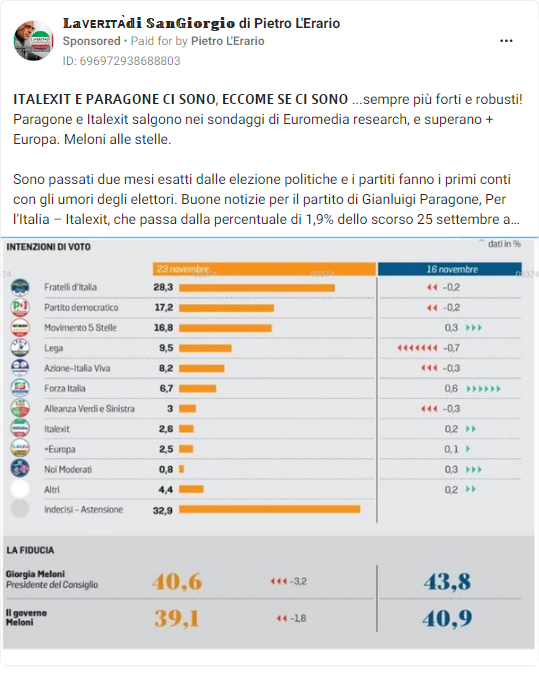 LaVERITÀdi SanGiorgio di Pietro L'Erario
Sponsored • Paid for by Pietro L'Erario
ID: 696972938688803
ITALEXIT E PARAGONE CI SONO, ECCOME SE CI SONO ...sempre più forti e robusti!
Paragone e Italexit salgono nei sondaggi di Euromedia research, e superano +
Europa. Meloni alle stelle.
Sono passati due mesi esatti dalle elezione politiche e i partiti fanno i primi conti
con gli umori degli elettori. Buone notizie per il partito di Gianluigi Paragone, Per
l'Italia – Italexit, che passa dalla percentuale di 1,9% dello scorso 25 settembre a...
INTENZIONI DI VOTO dati in %
23 novembre 16 novembre
Fratelli d'Italia 28,3 -0,2
Partito democratico 17,2 -0,2
Movimento 5 Stelle 16,8 0,3
Lega 9,5 -0,7
Azione-Italia Viva 8,2 -0,3
Forza Italia 6,7 0,6
Alleanza Verdi e Sinistra 3 -0,3
Italexit 2,6 0,2
+Europa 2,5 0,1
Noi Moderati 0,8 0,3
Altri 4,4 0,2
Indecisi - Astensione 32,9
LA FIDUCIA
Giorgia Meloni
Presidente del Consiglio 40,6 -3,2 43,8
Il governo
Meloni 39,1 -1,8 40,9